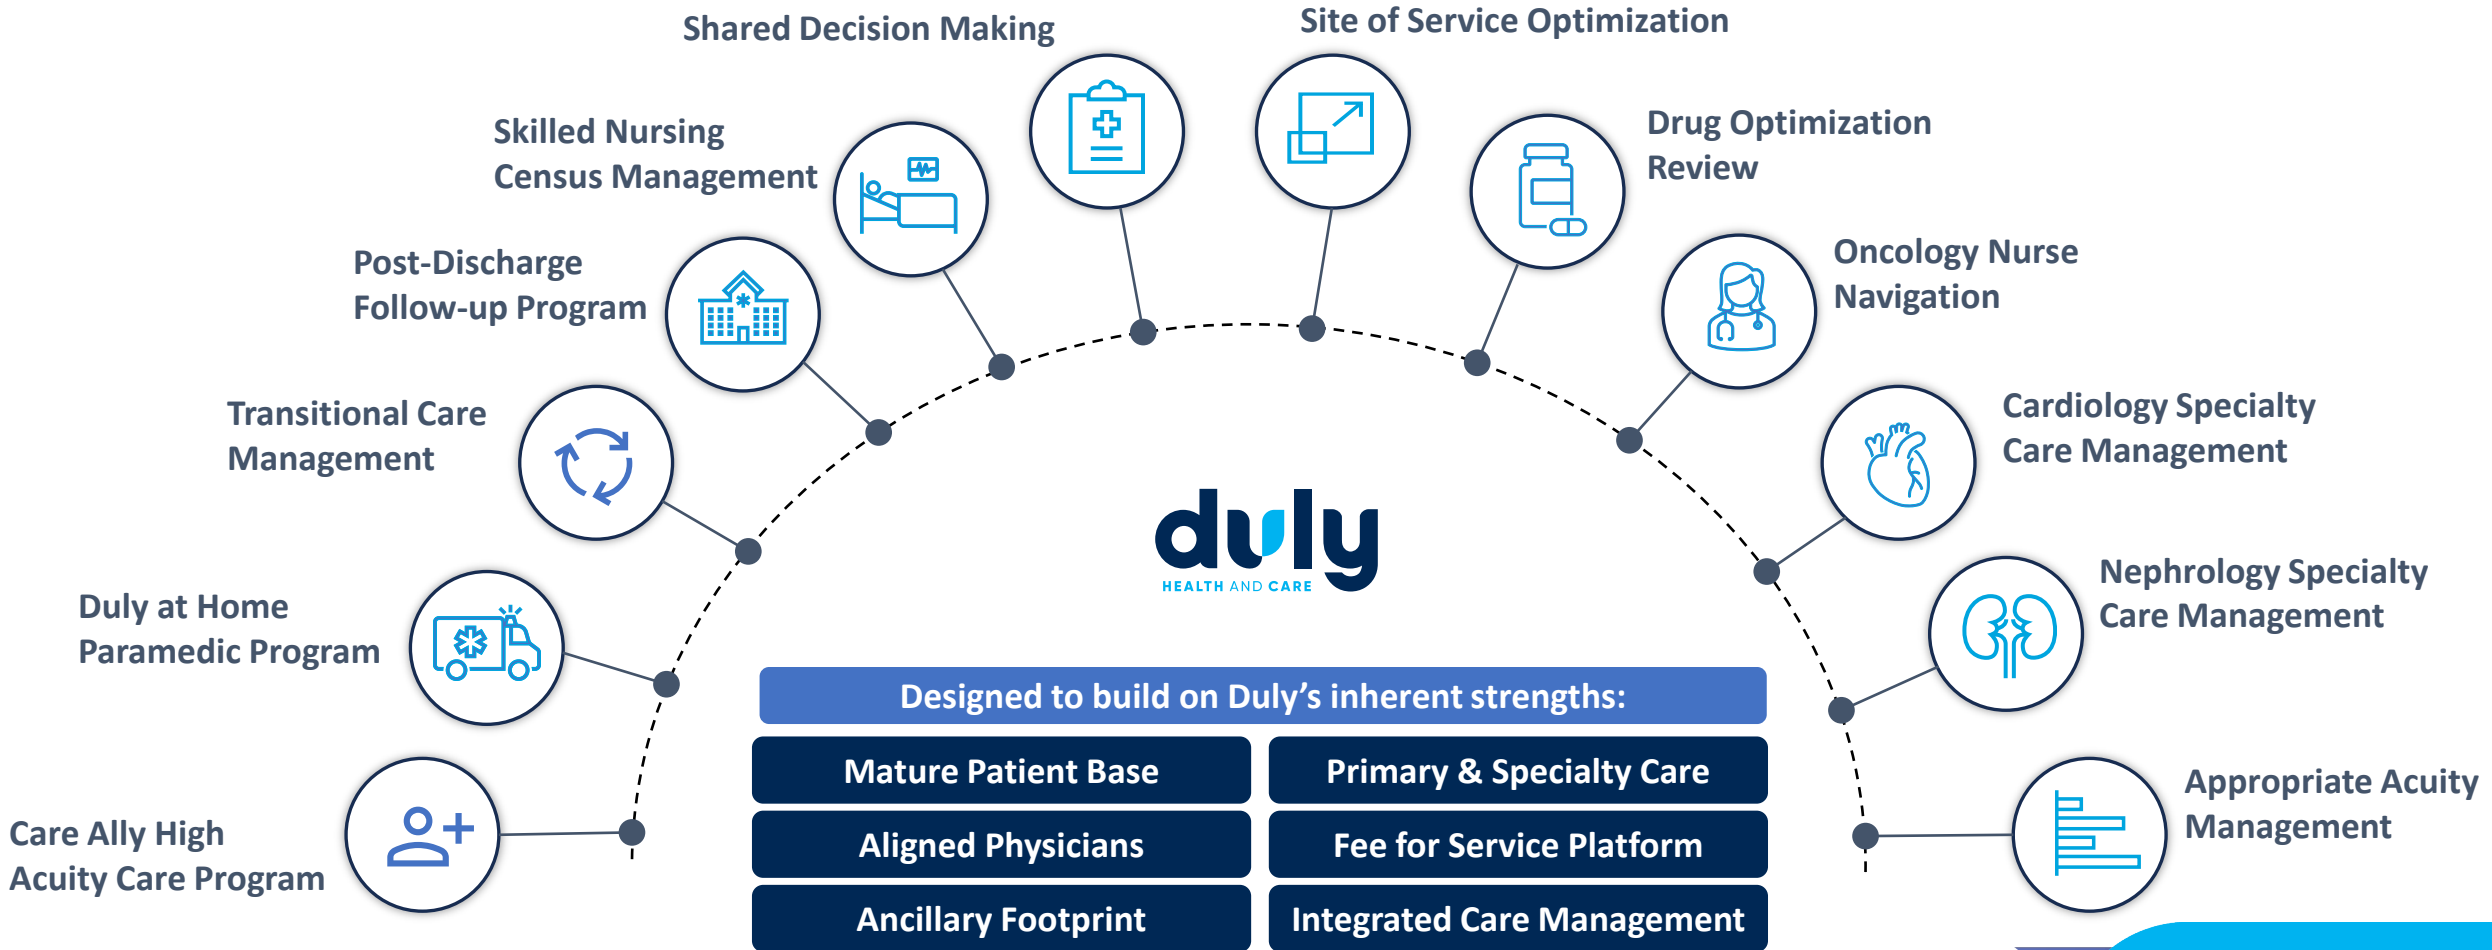 Shared Decision Making
Site of Service Optimization
Skilled Nursing
Census Management
Drug Optimization
Review
Post-Discharge
Follow-up Program
Oncology Nurse
Navigation
Transitional Care
Management
Cardiology Specialty
Care Management
Duly at Home
Paramedic Program
Nephrology Specialty
Care Management
Care Ally High
Acuity Care Program
Appropriate Acuity
Management
duly
HEALTH AND CARE
Designed to build on Duly’s inherent strengths:
Mature Patient Base
Primary & Specialty Care
Aligned Physicians
Fee for Service Platform
Ancillary Footprint
Integrated Care Management